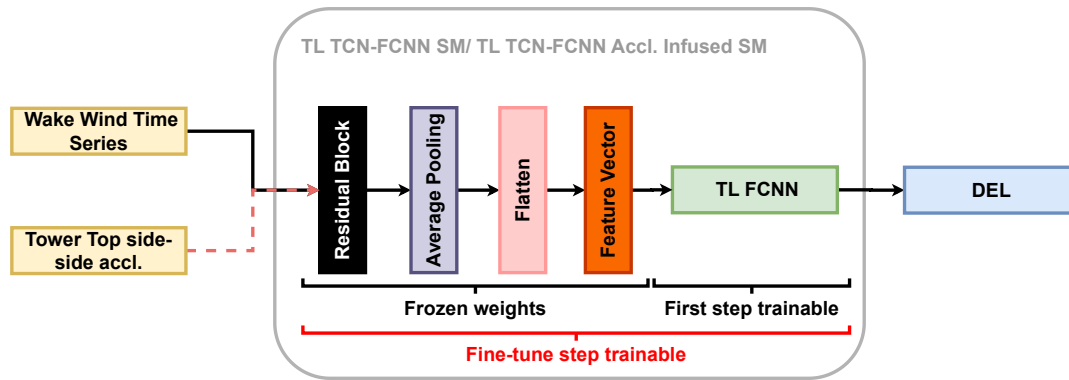 TL TCN-FCNN SM/ TL TCN-FCNN Accl. Infused SM
Wake Wind Time
Series
Tower Top side-
side accl.
Residual Block
Average Pooling
Flatten
Feature Vector
TL FCNN
DEL
Frozen weights
First step trainable
Fine-tune step trainable